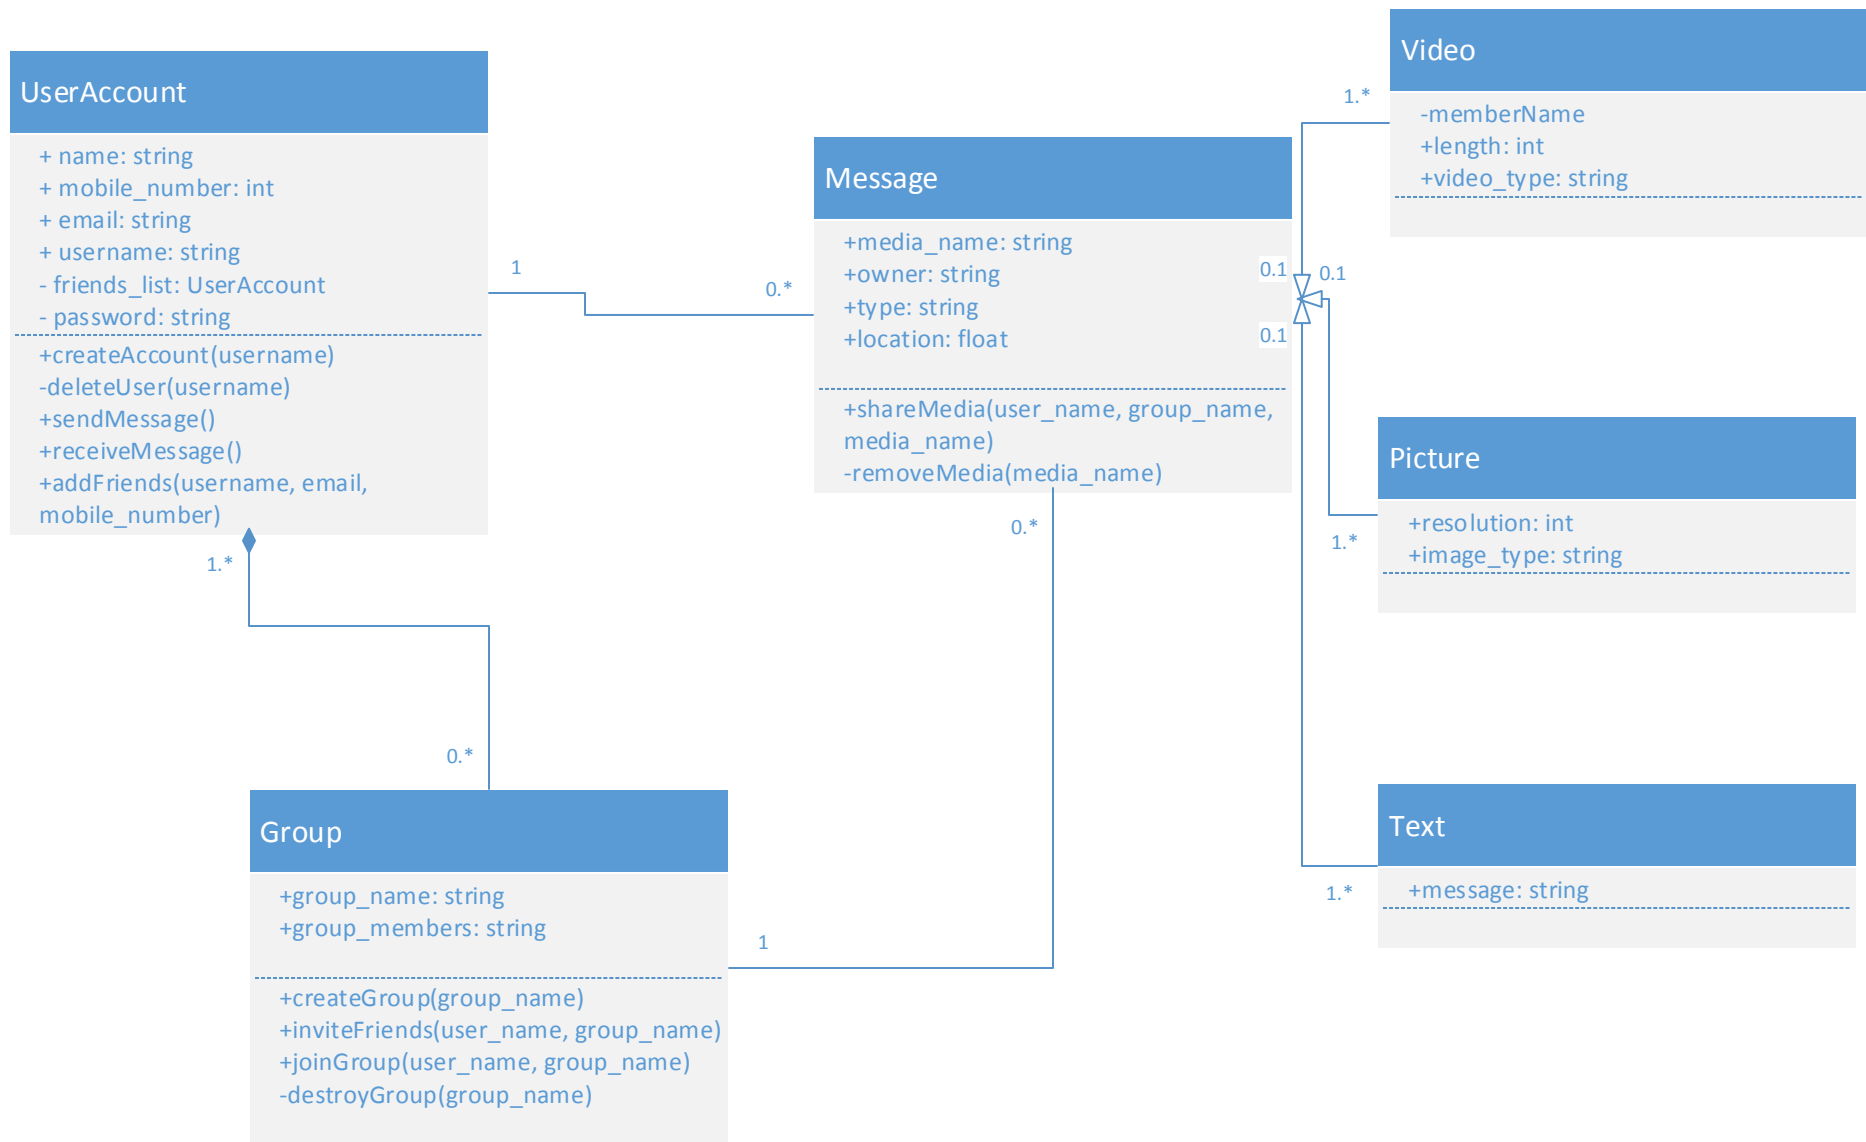 UserAccount
+ name: string
+ mobile_number: int
+ email: string
+ username: string
- friends_list: UserAccount
- password: string
+createAccount(username)
-deleteUser(username)
+sendMessage()
+receiveMessage()
+addFriends(username, email,
mobile_number)
1
0.*
1.*
0.*
Message
+media_name: string
+owner: string
+type: string
+location: float
+shareMedia(user_name, group_name,
media_name)
-removeMedia(media_name)
0.*
0.1
0.1
0.1
1.*
Video
-memberName
+length: int
+video_type: string
Picture
+resolution: int
+image_type: string
1.*
Text
+message: string
1.*
Group
+group_name: string
+group_members: string
+createGroup(group_name)
+inviteFriends(user_name, group_name)
+joinGroup(user_name, group_name)
-destroyGroup(group_name)
1